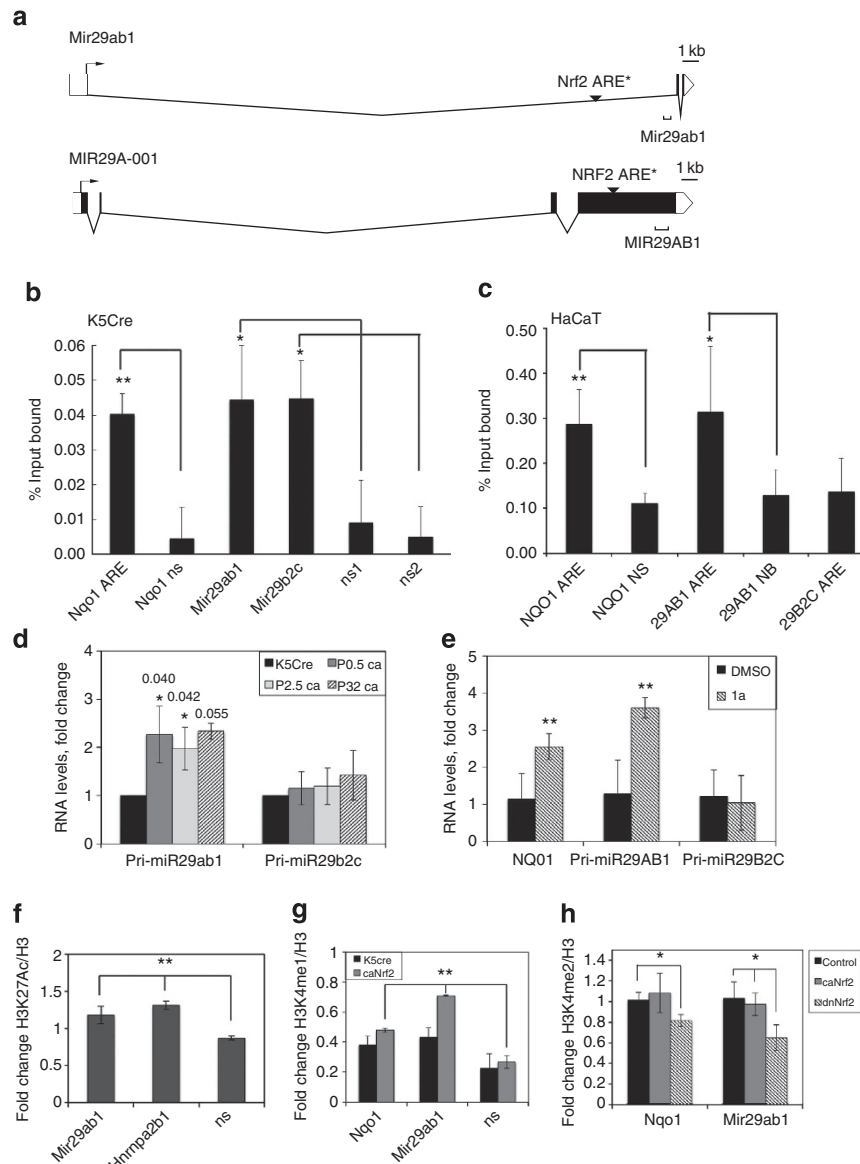 a
Mir29ab1
1 kb
Nrf2 ARE*
Mir29ab1
MIR29A-001
1 kb
NRF2 ARE*
MIR29AB1
b
K5Cre
% Input bound
0.06
0.05
0.04
0.03
0.02
0.01
0.00
**
*
*
Nqo1 ARE
Nqo1 ns
Mir29ab1
Mir29b2c
ns1
ns2
c
HaCaT
% Input bound
0.50
0.40
0.30
0.20
0.10
0.00
**
*
NQO1 ARE
NQO1 NS
29AB1 ARE
29AB1 NB
29B2C ARE
d
RNA levels, fold change
4
3
2
1
0
K5Cre
P0.5 ca
P2.5 ca
P32 ca
0.040
0.042
0.055
*
*
Pri-miR29ab1
Pri-miR29b2c
e
RNA levels, fold change
5
4
3
2
1
0
DMSO
1a
**
**
NQ01
Pri-miR29AB1
Pri-miR29B2C
f
Fold change H3K27Ac/H3
2
1.5
1
0.5
0
**
Mir29ab1
Hnrnpa2b1
ns
g
Fold change H3K4me1/H3
1
0.8
0.6
0.4
0.2
0
K5cre
caNrf2
**
Nqo1
Mir29ab1
ns
h
Fold change H3K4me2/H3
1.4
1.2
1
0.8
0.6
0.4
0.2
0
Control
caNrf2
dnNrf2
*
*
Nqo1
Mir29ab1